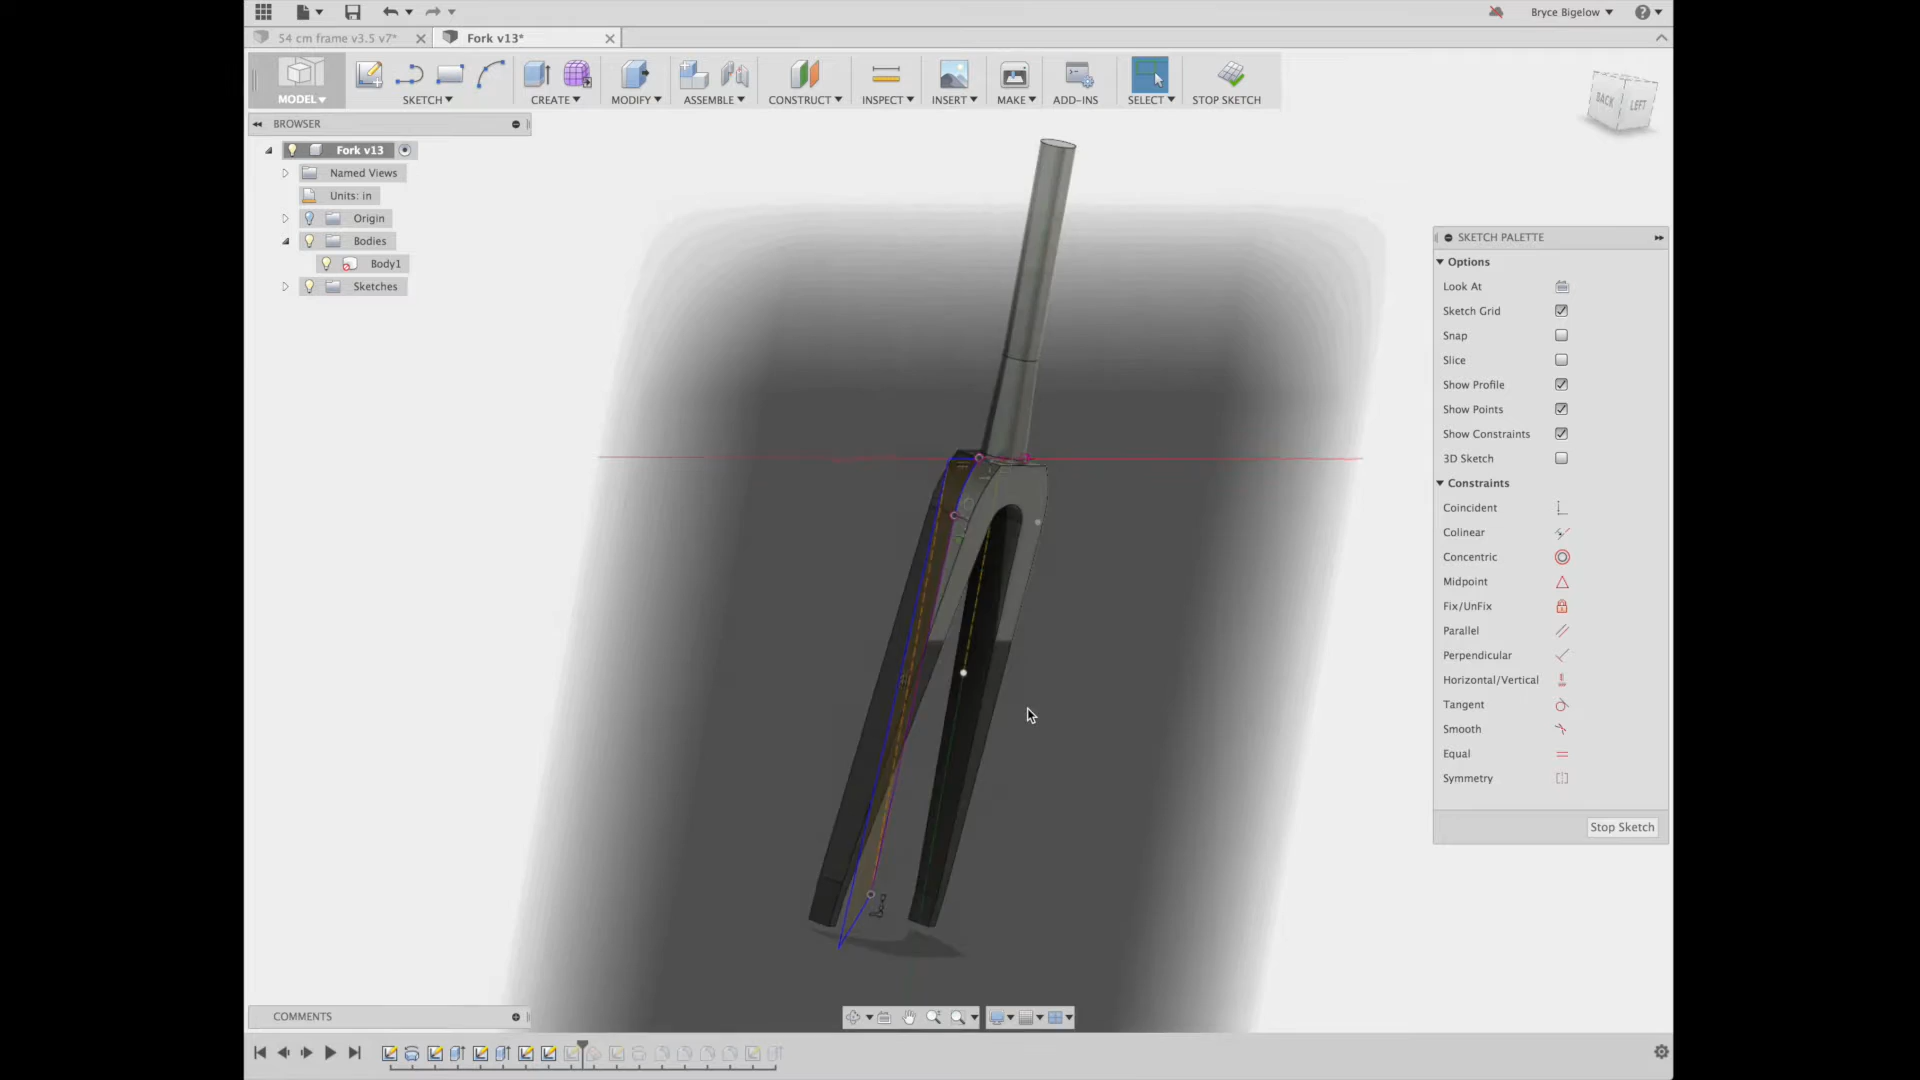 Bryce Bigelow
54 cm frame v3.5 v7*
Fork v13*
MODEL
SKETCH
CREATE
MODIFY
ASSEMBLE
CONSTRUCT
INSPECT
INSERT
MAKE
ADD-INS
SELECT
STOP SKETCH
BACK
LEFT
BROWSER
Fork v13
Named Views
Units: in
Origin
Bodies
Body1
Sketches
SKETCH PALETTE
Options
Look At
Sketch Grid
Snap
Slice
Show Profile
Show Points
Show Constraints
3D Sketch
Constraints
Coincident
Colinear
Concentric
Midpoint
Fix/UnFix
Parallel
Perpendicular
Horizontal/Vertical
Tangent
Smooth
Equal
Symmetry
Stop Sketch
COMMENTS